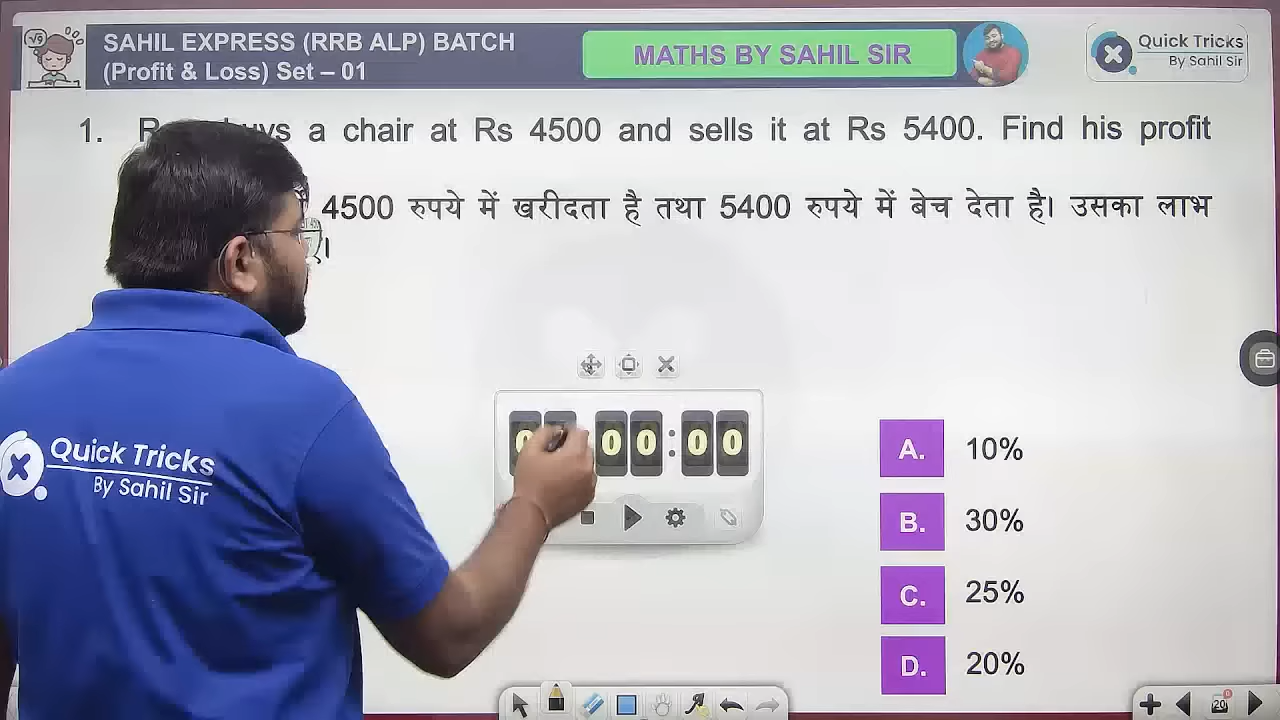 SAHIL EXPRESS (RRB ALP) BATCH
(Profit & Loss) Set – 01
MATHS BY SAHIL SIR
Quick Tricks
By Sahil Sir
√9
1. a chair at Rs 4500 and sells it at Rs 5400. Find his profit
4500 रुपये में खरीदता है तथा 5400 रुपये में बेच देता है। उसका लाभ
00:00
A. 10%
B. 30%
C. 25%
D. 20%
Quick Tricks
By Sahil Sir
20